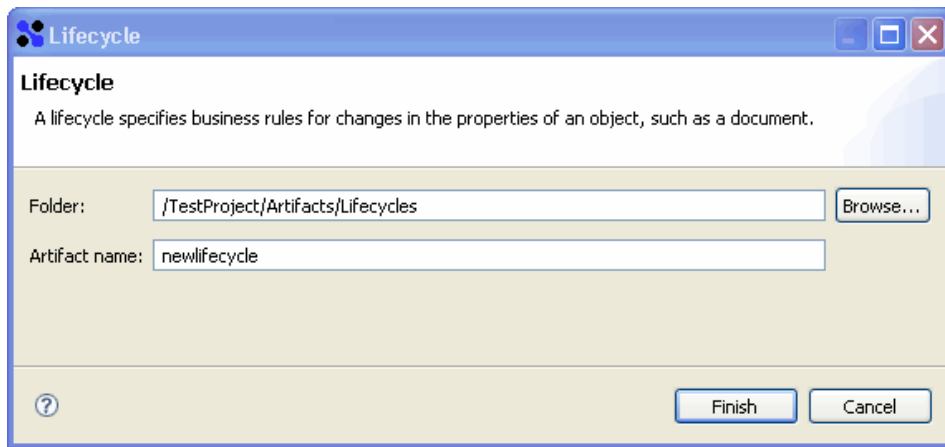 Lifecycle
Lifecycle
A lifecycle specifies business rules for changes in the properties of an object, such as a document.
Folder: /TestProject/Artifacts/Lifecycles Browse...
Artifact name: newlifecycle
? Finish Cancel